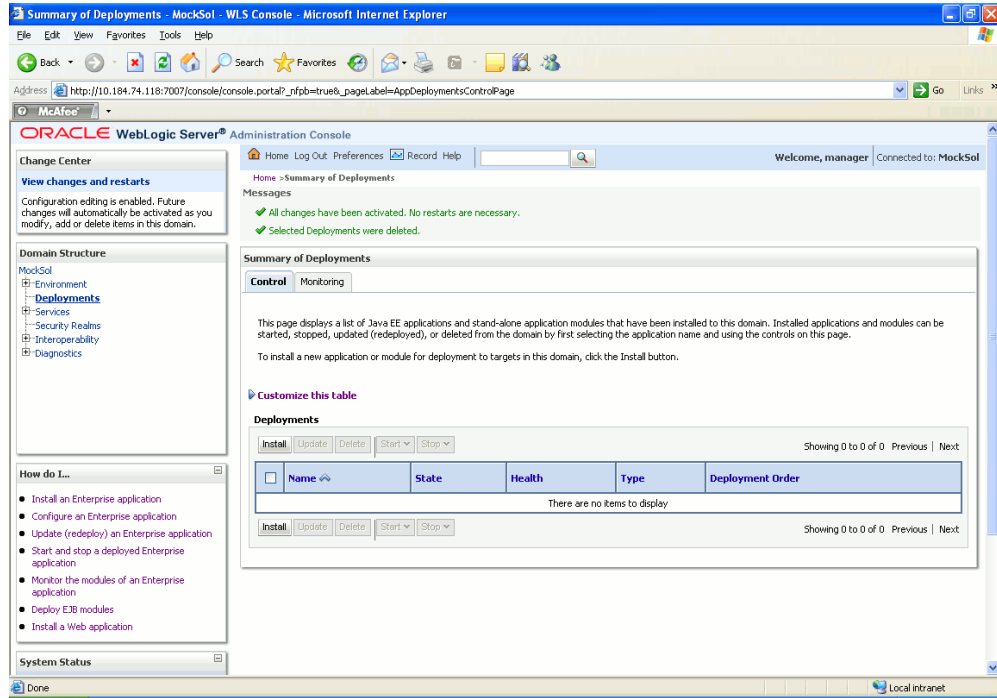 Summary of Deployments - MockSol - WLS Console - Microsoft Internet Explorer
File Edit View Favorites Tools Help
Back Search Favorites
Address http://10.184.74.118:7007/console/console.portal?_nfpb=true&_pageLabel=AppDeploymentsControlPage Go Links »
McAfee
ORACLE WebLogic Server® Administration Console
Change Center
View changes and restarts
Configuration editing is enabled. Future
changes will automatically be activated as you
modify, add or delete items in this domain.
Domain Structure
MockSol
Environment
Deployments
Services
Security Realms
Interoperability
Diagnostics
How do I...
Install an Enterprise application
Configure an Enterprise application
Update (redeploy) an Enterprise application
Start and stop a deployed Enterprise
application
Monitor the modules of an Enterprise
application
Deploy EJB modules
Install a Web application
System Status
Home Log Out Preferences Record Help
Welcome, manager Connected to: MockSol
Home >Summary of Deployments
Messages
All changes have been activated. No restarts are necessary.
Selected Deployments were deleted.
Summary of Deployments
Control Monitoring
This page displays a list of Java EE applications and stand-alone application modules that have been installed to this domain. Installed applications and modules can be
started, stopped, updated (redeployed), or deleted from the domain by first selecting the application name and using the controls on this page.
To install a new application or module for deployment to targets in this domain, click the Install button.
Customize this table
Deployments
Install Update Delete Start Stop Showing 0 to 0 of 0 Previous | Next
Name State Health Type Deployment Order
There are no items to display
Install Update Delete Start Stop Showing 0 to 0 of 0 Previous | Next
Done Local intranet